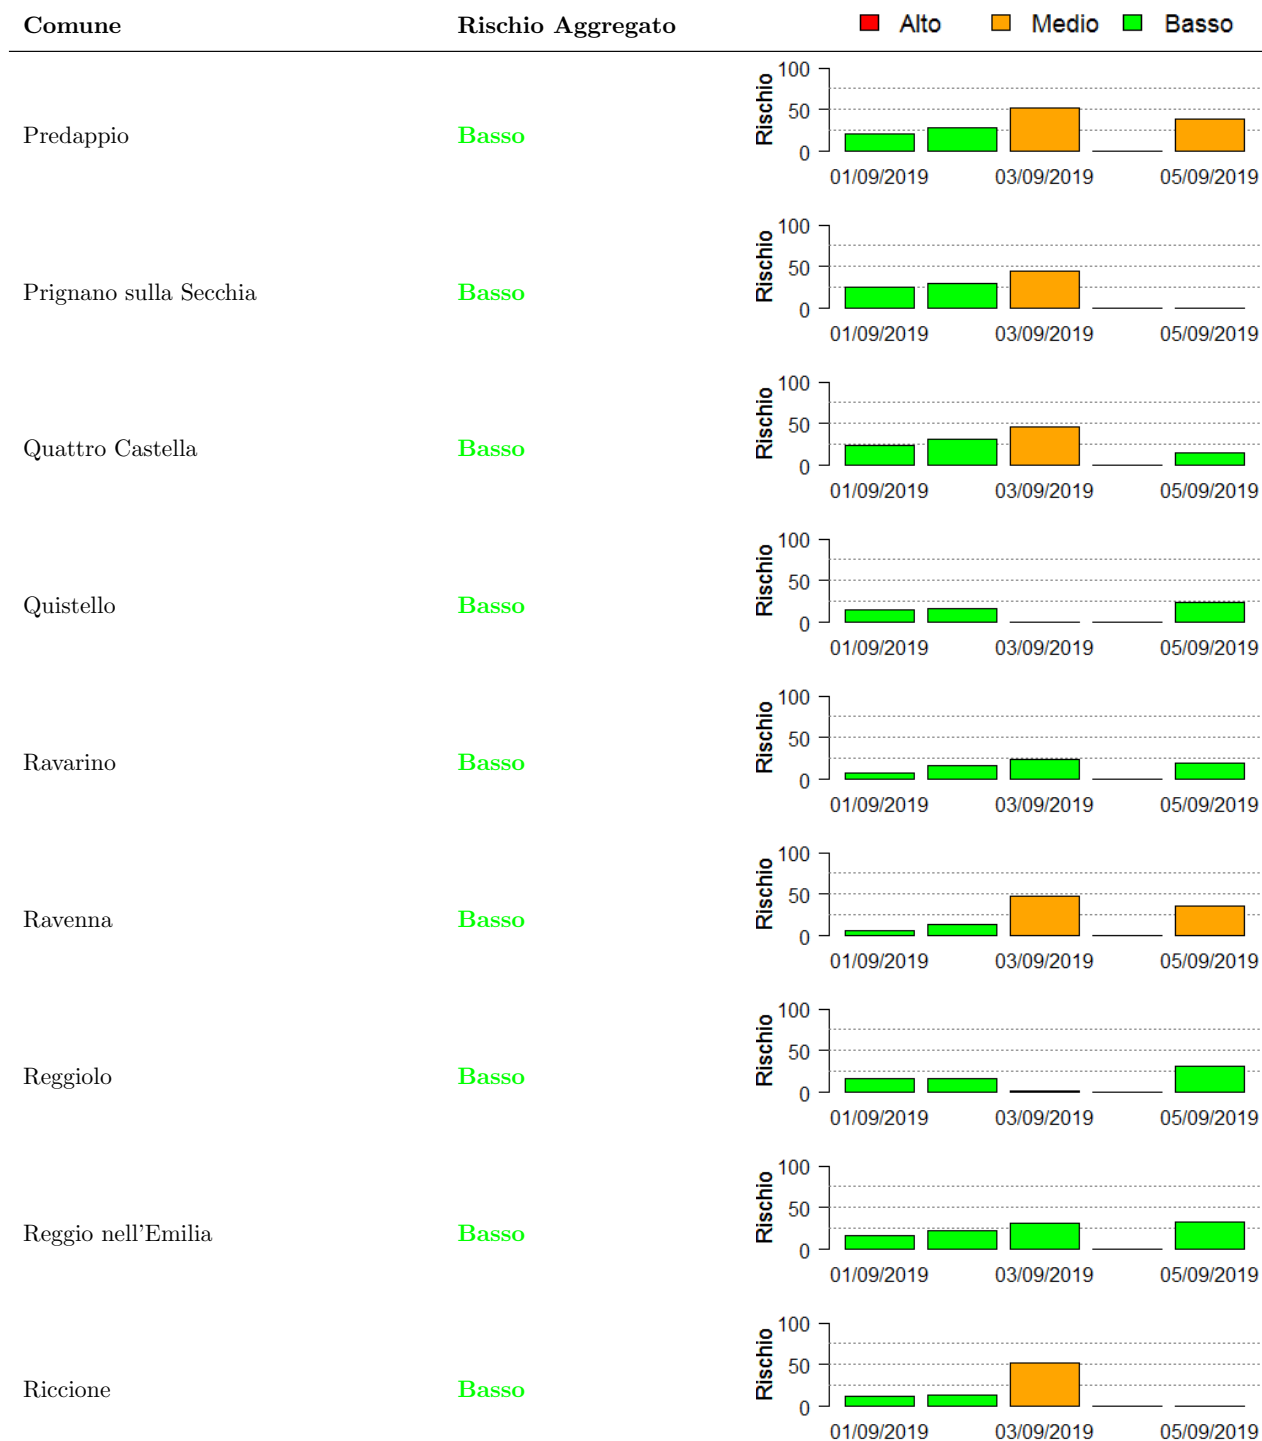 Comune Rischio Aggregato Alto Medio Basso
100
50
0
Rischio
Predappio Basso
01/09/2019 03/09/2019 05/09/2019
100
50
0
Rischio
Prignano sulla Secchia Basso
01/09/2019 03/09/2019 05/09/2019
100
50
0
Rischio
Quattro Castella Basso
01/09/2019 03/09/2019 05/09/2019
100
50
0
Rischio
Quistello Basso
01/09/2019 03/09/2019 05/09/2019
100
50
0
Rischio
Ravarino Basso
01/09/2019 03/09/2019 05/09/2019
100
50
0
Rischio
Ravenna Basso
01/09/2019 03/09/2019 05/09/2019
100
50
0
Rischio
Reggiolo Basso
01/09/2019 03/09/2019 05/09/2019
100
50
0
Rischio
Reggio nell'Emilia Basso
01/09/2019 03/09/2019 05/09/2019
100
50
0
Rischio
Riccione Basso
01/09/2019 03/09/2019 05/09/2019